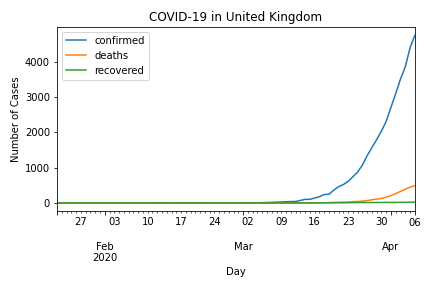 COVID-19 in United Kingdom
confirmed
deaths
recovered
Number of Cases
4000
3000
2000
1000
0
27 03 10 17 24 02 09 16 23 30 06
Feb Mar Apr
2020
Day